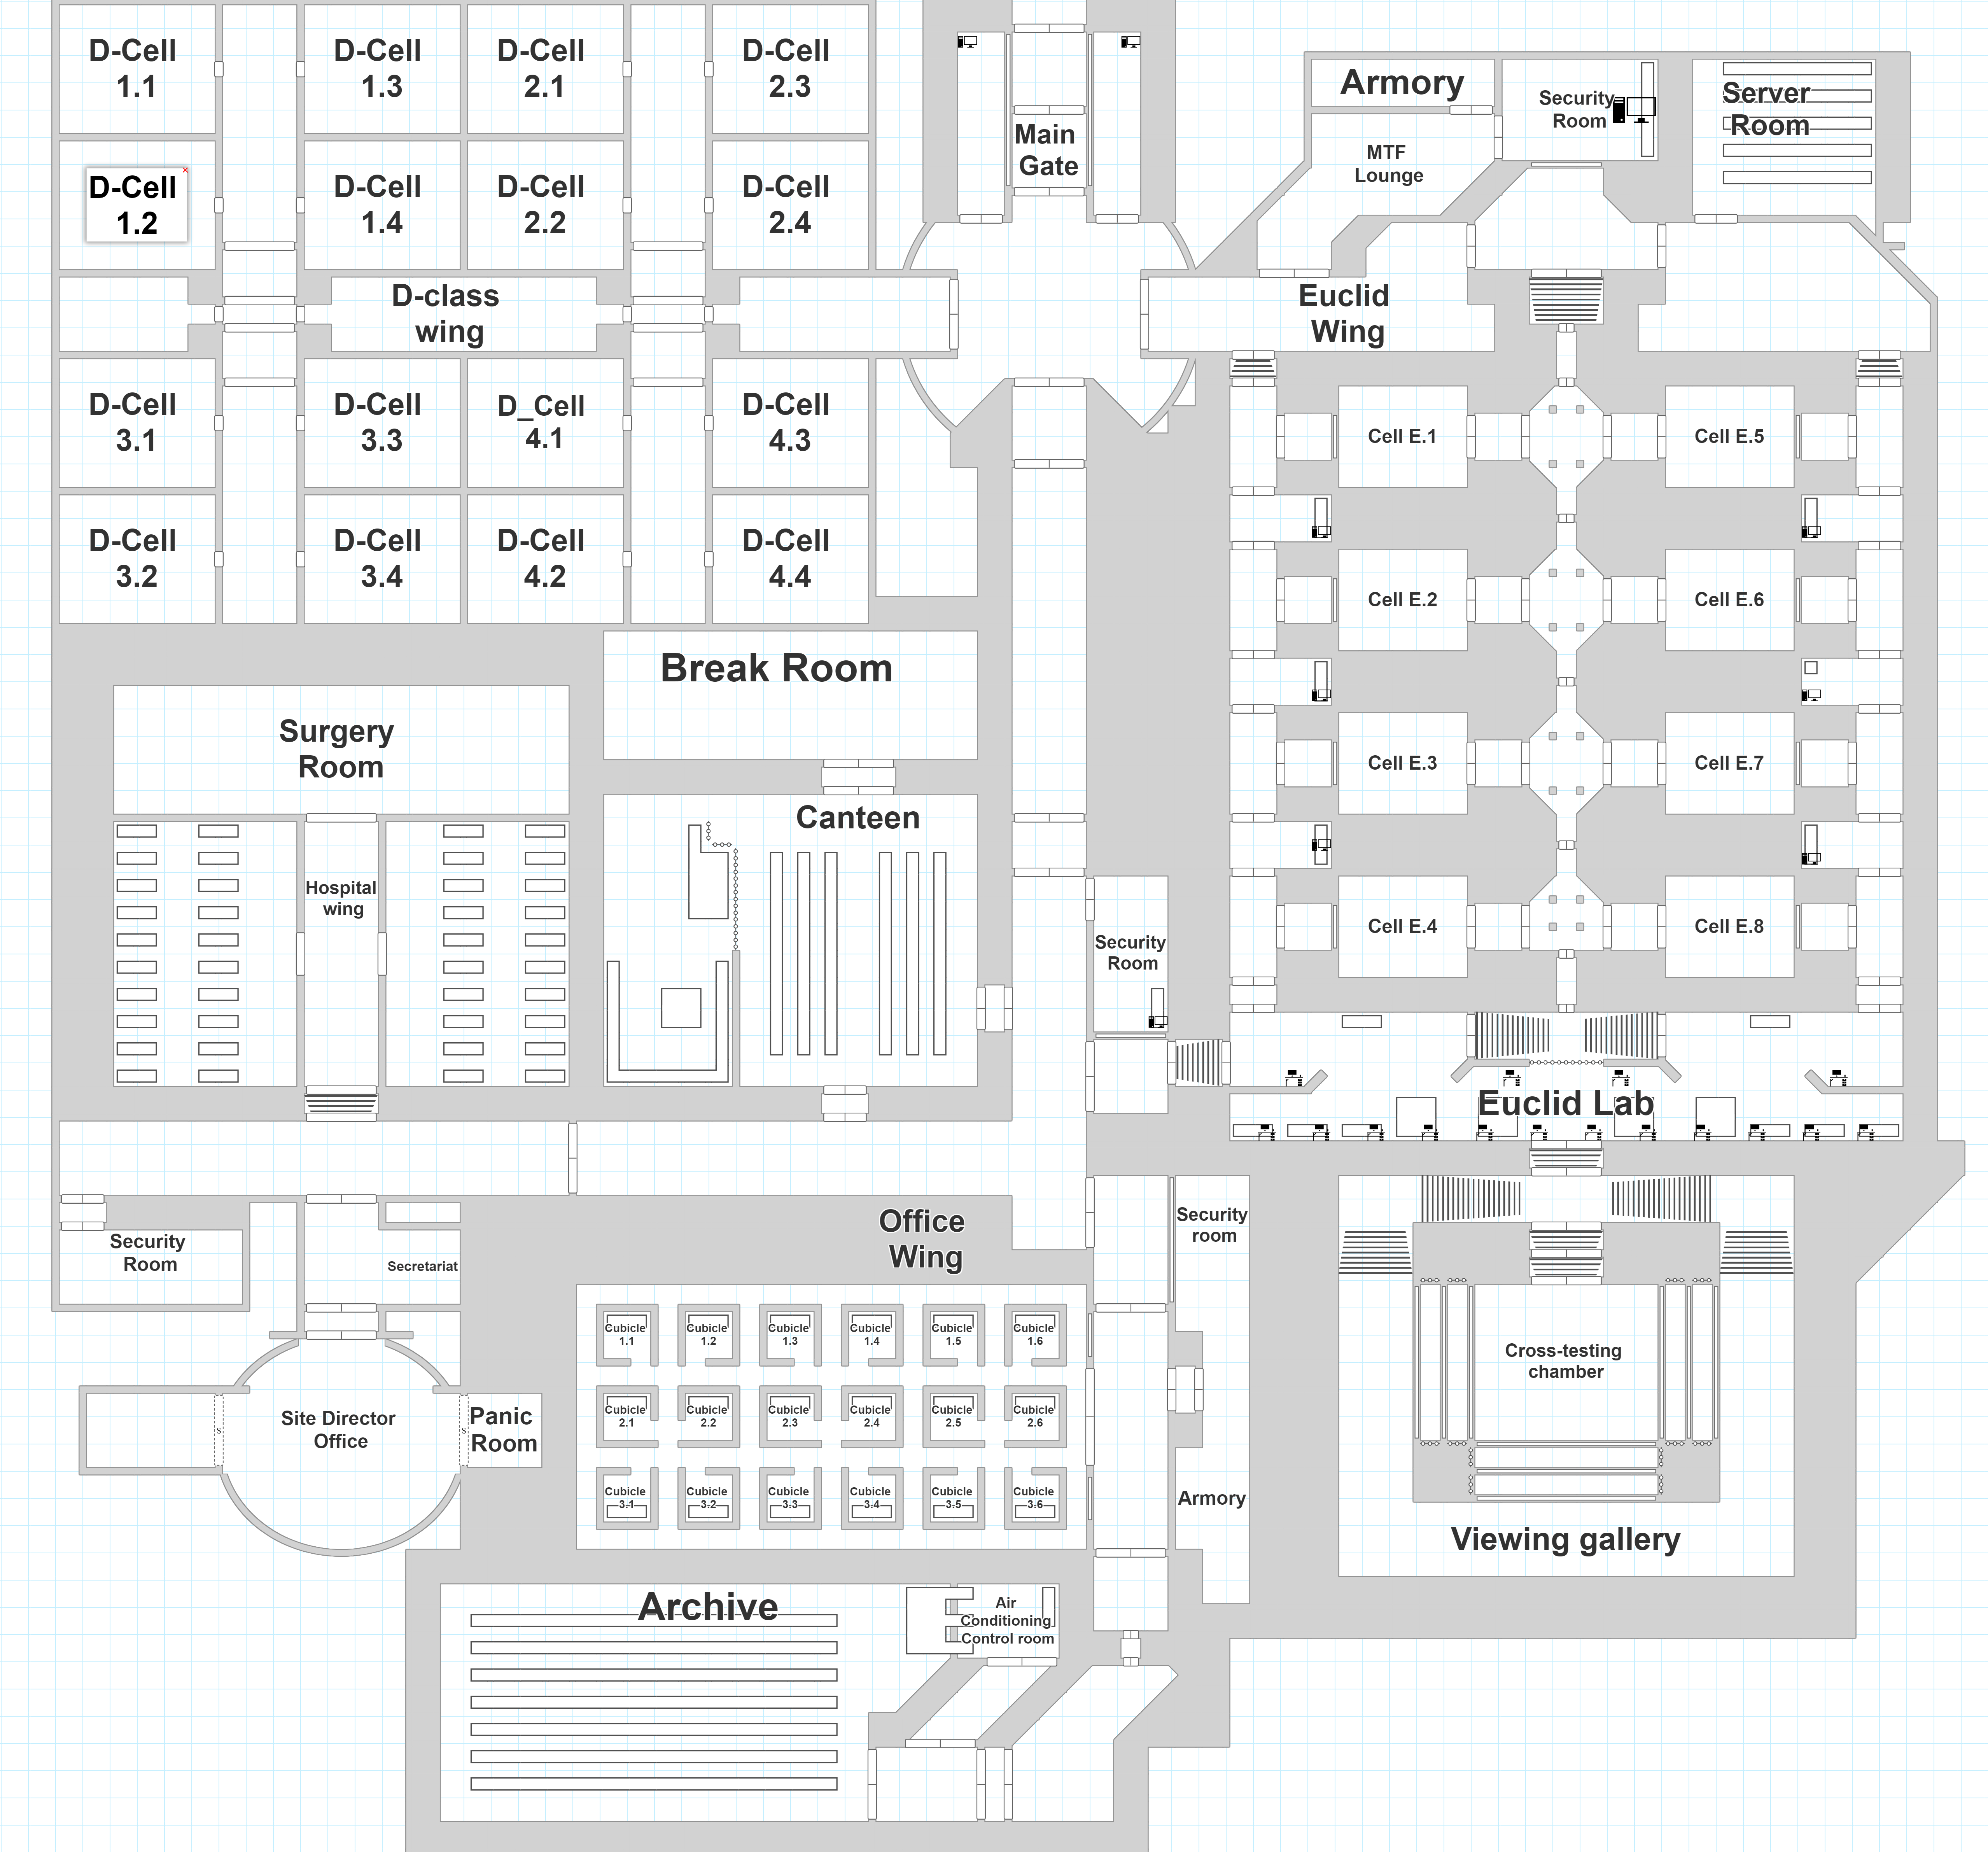 D-Cell
1.1
D-Cell
1.3
D-Cell
2.1
D-Cell
2.3
Main
Gate
Armory
Security
Room
Server
Room
MTF
Lounge
D-Cell
1.2
D-Cell
1.4
D-Cell
2.2
D-Cell
2.4
D-class
wing
Euclid
Wing
D-Cell
3.1
D-Cell
3.3
D_Cell
4.1
D-Cell
4.3
Cell E.1
Cell E.5
D-Cell
3.2
D-Cell
3.4
D-Cell
4.2
D-Cell
4.4
Cell E.2
Cell E.6
Break Room
Surgery
Room
Cell E.3
Cell E.7
Canteen
Hospital
wing
Security
Room
Cell E.4
Cell E.8
Euclid Lab
Security
Room
Secretariat
Office
Wing
Security
room
Cubicle
1.1
Cubicle
1.2
Cubicle
1.3
Cubicle
1.4
Cubicle
1.5
Cubicle
1.6
Cross-testing
chamber
Site Director
Office
S
S
Panic
Room
Cubicle
2.1
Cubicle
2.2
Cubicle
2.3
Cubicle
2.4
Cubicle
2.5
Cubicle
2.6
Cubicle
3.1
Cubicle
3.2
Cubicle
3.3
Cubicle
3.4
Cubicle
3.5
Cubicle
3.6
Armory
Viewing gallery
Archive
Air
Conditioning
Control room